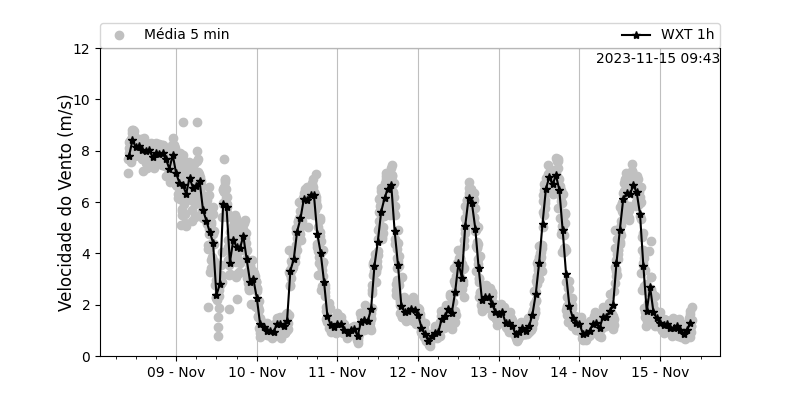 Média 5 min
WXT 1h
2023-11-15 09:43
Velocidade do Vento (m/s)
12
10
8
6
4
2
0
09 - Nov
10 - Nov
11 - Nov
12 - Nov
13 - Nov
14 - Nov
15 - Nov